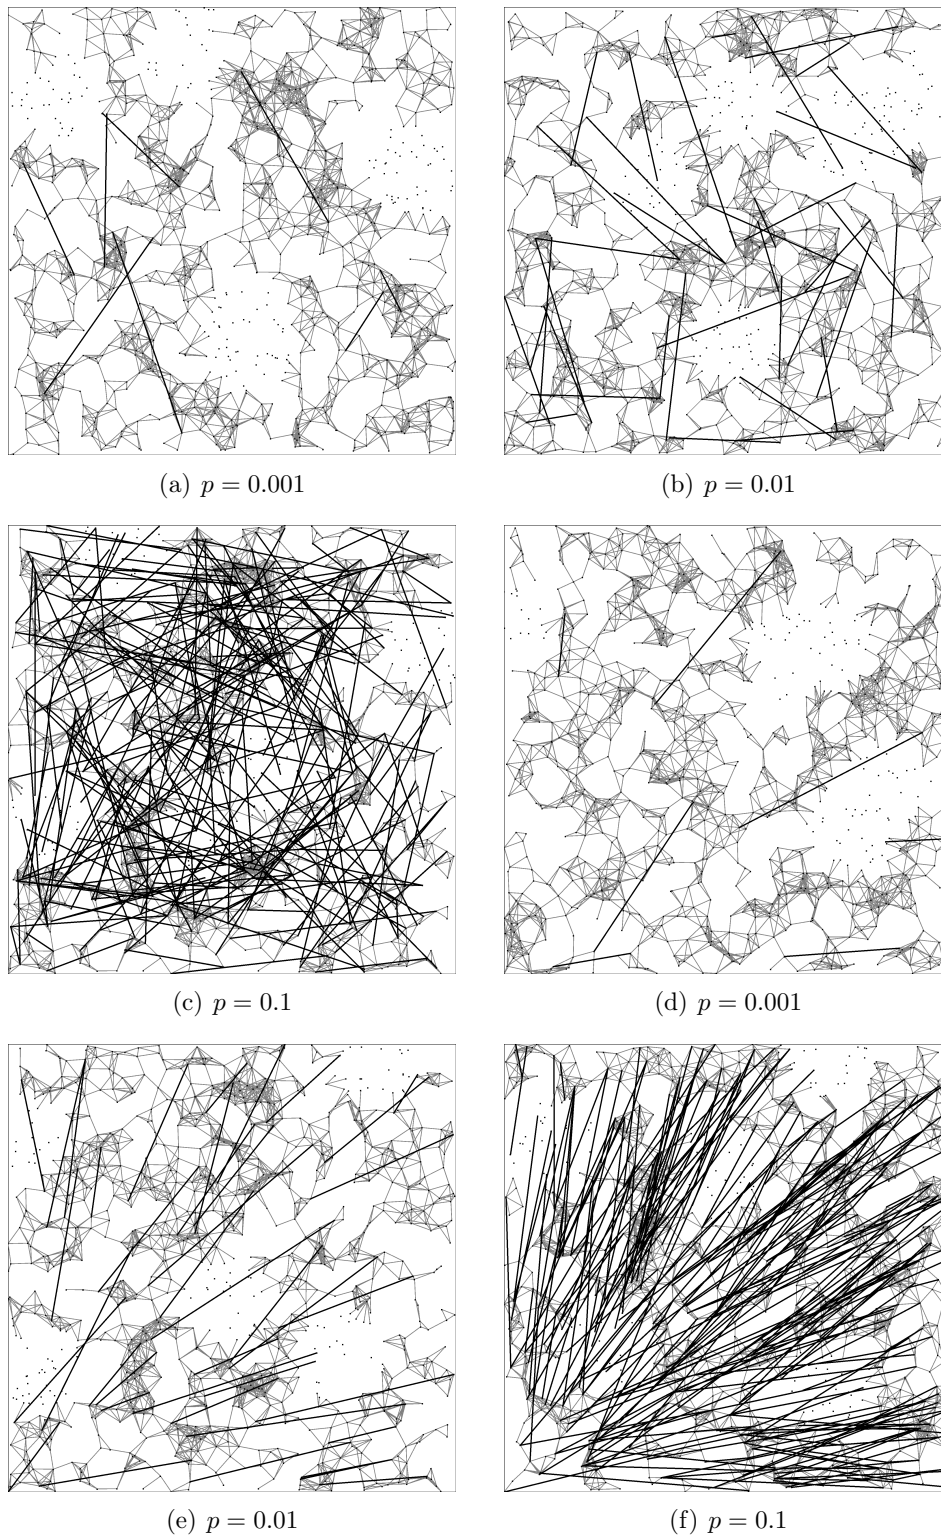 (a) p = 0.001
(b) p = 0.01
(c) p = 0.1
(d) p = 0.001
(e) p = 0.01
(f) p = 0.1